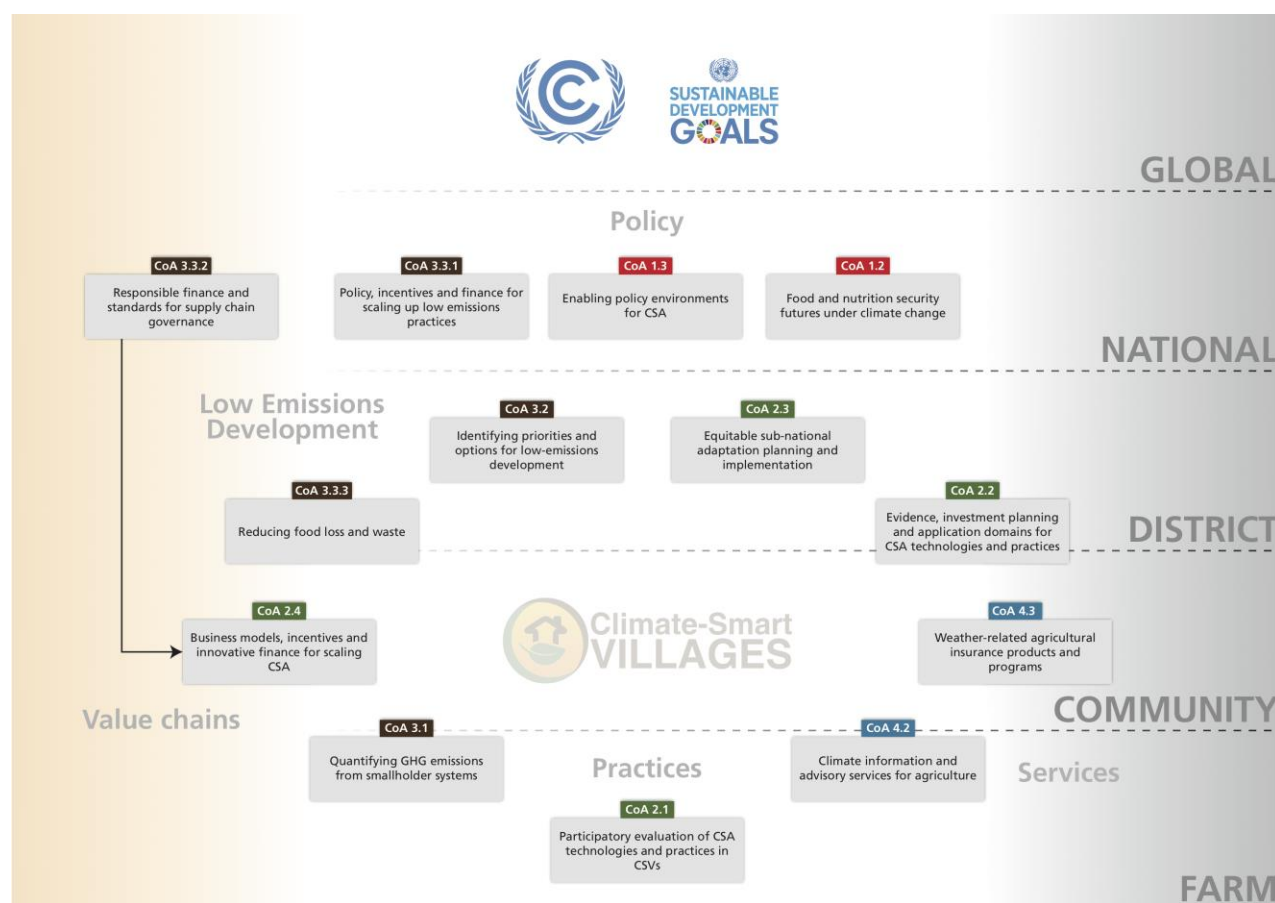 SUSTAINABLE
DEVELOPMENT
GOALS
GLOBAL
Policy
CoA 3.3.2
Responsible finance and
standards for supply chain
governance
CoA 3.3.1
Policy, incentives and finance for
scaling up low emissions
practices
CoA 1.3
Enabling policy environments
for CSA
CoA 1.2
Food and nutrition security
futures under climate change
NATIONAL
Low Emissions
Development
CoA 3.2
Identifying priorities and
options for low-emissions
development
CoA 2.3
Equitable sub-national
adaptation planning and
implementation
CoA 3.3.3
Reducing food loss and waste
CoA 2.2
Evidence, investment planning
and application domains for
CSA technologies and practices
DISTRICT
CoA 2.4
Business models, incentives and
innovative finance for scaling
CSA
Climate-Smart
VILLAGES
CoA 4.3
Weather-related agricultural
insurance products and
programs
COMMUNITY
Value chains
CoA 3.1
Quantifying GHG emissions
from smallholder systems
Practices
CoA 4.2
Climate information and
advisory services for agriculture
Services
CoA 2.1
Participatory evaluation of CSA
technologies and practices in
CSVs
FARM